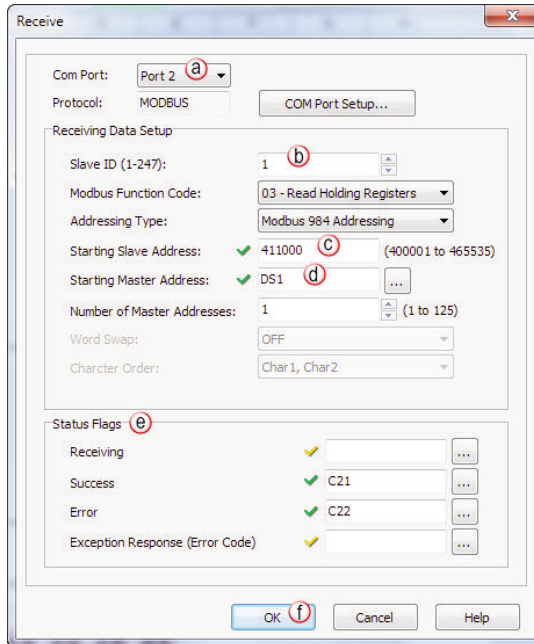 Receive
Com Port: Port 2 a
Protocol: MODBUS COM Port Setup...
Receiving Data Setup
Slave ID (1-247): 1 b
Modbus Function Code: 03 - Read Holding Registers
Addressing Type: Modbus 984 Addressing
Starting Slave Address: 411000 c (400001 to 465535)
Starting Master Address: DS1 d ...
Number of Master Addresses: 1 (1 to 125)
Word Swap: OFF
Charcter Order: Char1, Char2
Status Flags e
Receiving ...
Success C21 ...
Error C22 ...
Exception Response (Error Code) ...
OK f Cancel Help